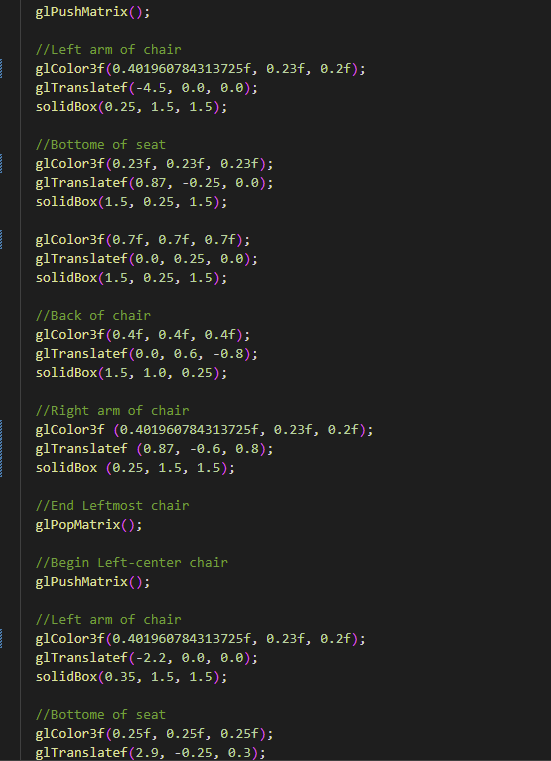 glPushMatrix();
//Left arm of chair
glColor3f(0.401960784313725f, 0.23f, 0.2f);
glTranslatef(-4.5, 0.0, 0.0);
solidBox(0.25, 1.5, 1.5);
//Bottome of seat
glColor3f(0.23f, 0.23f, 0.23f);
glTranslatef(0.87, -0.25, 0.0);
solidBox(1.5, 0.25, 1.5);
glColor3f(0.7f, 0.7f, 0.7f);
glTranslatef(0.0, 0.25, 0.0);
solidBox(1.5, 0.25, 1.5);
//Back of chair
glColor3f(0.4f, 0.4f, 0.4f);
glTranslatef(0.0, 0.6, -0.8);
solidBox(1.5, 1.0, 0.25);
//Right arm of chair
glColor3f (0.401960784313725f, 0.23f, 0.2f);
glTranslatef (0.87, -0.6, 0.8);
solidBox (0.25, 1.5, 1.5);
//End Leftmost chair
glPopMatrix();
//Begin Left-center chair
glPushMatrix();
//Left arm of chair
glColor3f(0.401960784313725f, 0.23f, 0.2f);
glTranslatef(-2.2, 0.0, 0.0);
solidBox(0.35, 1.5, 1.5);
//Bottome of seat
glColor3f(0.25f, 0.25f, 0.25f);
glTranslatef(2.9, -0.25, 0.3);